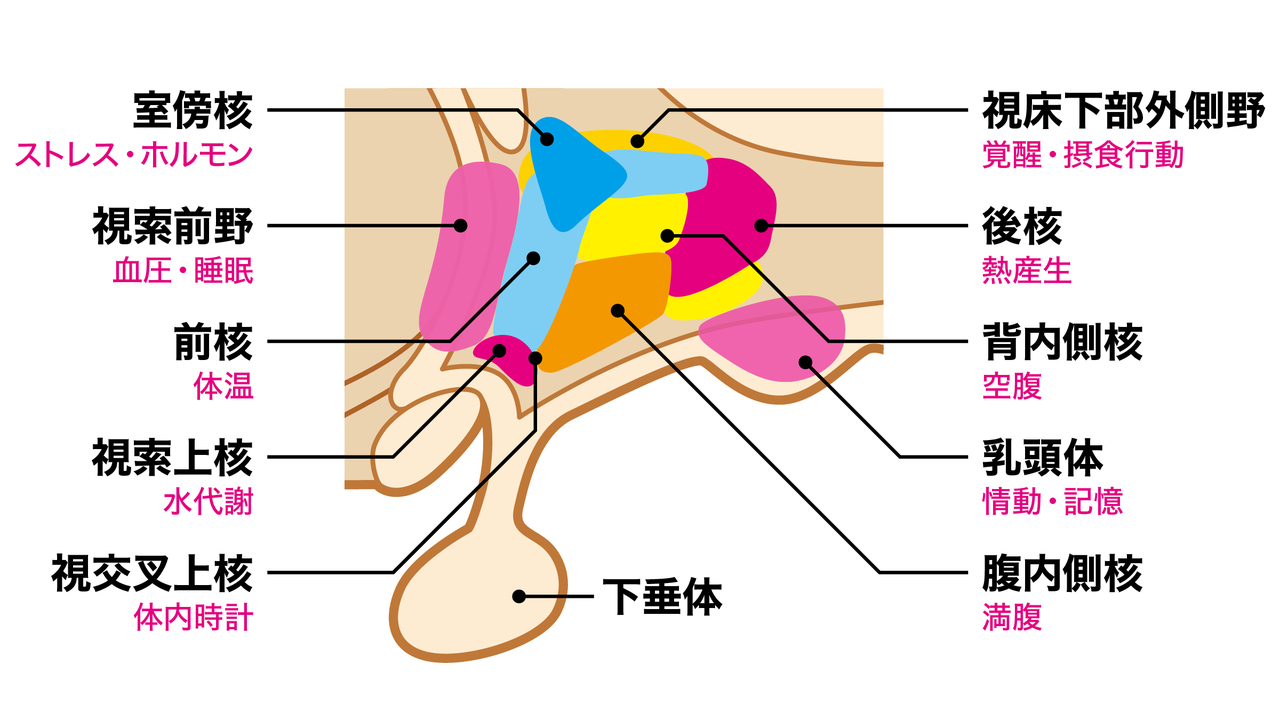 室傍核
ストレス・ホルモン
視索前野
血圧・睡眠
前核
体温
視索上核
水代謝
視交叉上核
体内時計
下垂体
視床下部外側野
覚醒・摂食行動
後核
熱産生
背内側核
空腹
乳頭体
情動・記憶
腹内側核
満腹